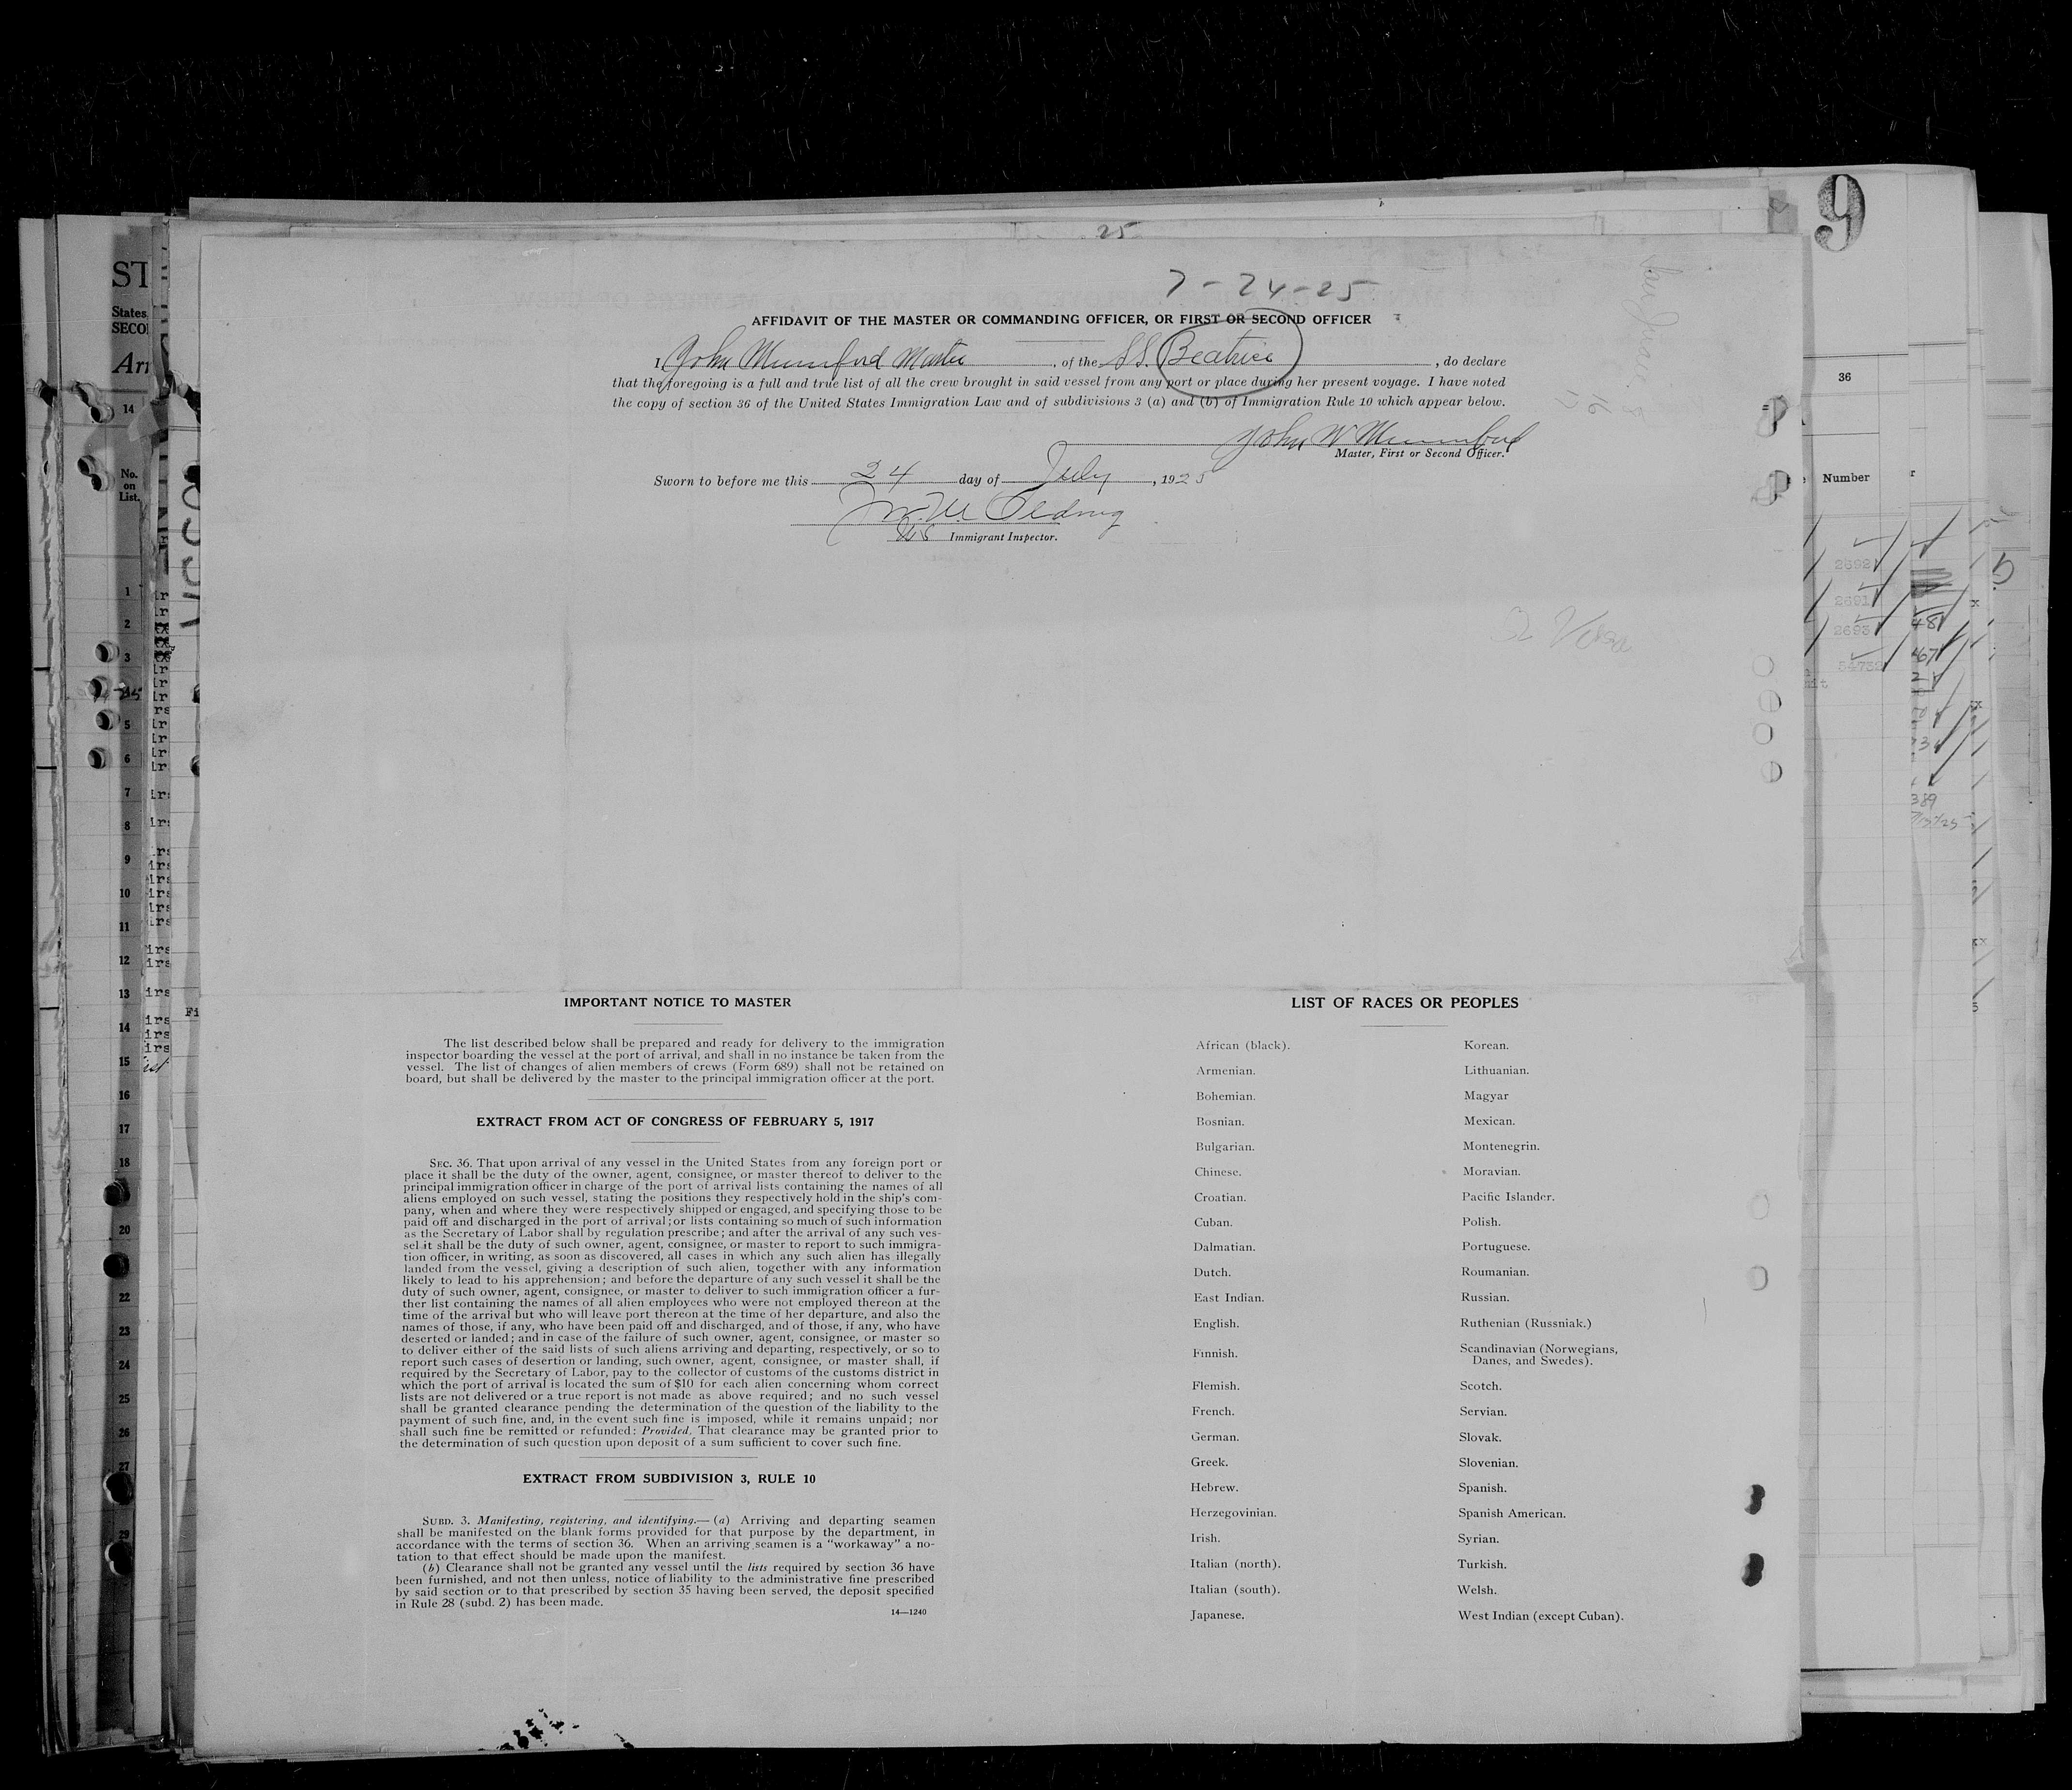 9
25
7-24-25
AFFIDAVIT OF THE MASTER OR COMMANDING OFFICER, OR FIRST OR SECOND OFFICER
I, John Mumford Master, of the SS. Beatrice, do declare
that the foregoing is a full and true list of all the crew brought in said vessel from any port or place during her present voyage. I have noted
the copy of section 36 of the United States Immigration Law and of subdivisions 3 (a) and (b) of Immigration Rule 10 which appear below.
John W Mumford
Master, First or Second Officer.
Sworn to before me this 24 day of July, 1925
US Immigrant Inspector.
IMPORTANT NOTICE TO MASTER
The list described below shall be prepared and ready for delivery to the immigration
inspector boarding the vessel at the port of arrival, and shall in no instance be taken from the
vessel. The list of changes of alien members of crews (Form 689) shall not be retained on
board, but shall be delivered by the master to the principal immigration officer at the port.
EXTRACT FROM ACT OF CONGRESS OF FEBRUARY 5, 1917
SEC. 36. That upon arrival of any vessel in the United States from any foreign port or
place it shall be the duty of the owner, agent, consignee, or master thereof to deliver to the
principal immigration officer in charge of the port of arrival lists containing the names of all
aliens employed on such vessel, stating the positions they respectively hold in the ship's com-
pany, when and where they were respectively shipped or engaged, and specifying those to be
paid off and discharged in the port of arrival; or lists containing so much of such information
as the Secretary of Labor shall by regulation prescribe; and after the arrival of any such ves-
sel it shall be the duty of such owner, agent, consignee, or master to report to such immigra-
tion officer, in writing, as soon as discovered, all cases in which any such alien has illegally
landed from the vessel, giving a description of such alien, together with any information
likely to lead to his apprehension; and before the departure of any such vessel it shall be the
duty of such owner, agent, consignee, or master to deliver to such immigration officer a fur-
ther list containing the names of all alien employees who were not employed thereon at the
time of the arrival but who will leave port thereon at the time of her departure, and also the
names of those, if any, who have been paid off and discharged, and of those, if any, who have
deserted or landed; and in case of the failure of such owner, agent, consignee, or master so
to deliver either of the said lists of such aliens arriving and departing, respectively, or so to
report such cases of desertion or landing, such owner, agent, consignee, or master shall, if
required by the Secretary of Labor, pay to the collector of customs of the customs district in
which the port of arrival is located the sum of $10 for each alien concerning whom correct
lists are not delivered or a true report is not made as above required; and no such vessel
shall be granted clearance pending the determination of the question of the liability to the
payment of such fine, and, in the event such fine is imposed, while it remains unpaid; nor
shall such fine be remitted or refunded: Provided, That clearance may be granted prior to
the determination of such question upon deposit of a sum sufficient to cover such fine.
EXTRACT FROM SUBDIVISION 3, RULE 10
SUBD. 3. Manifesting, registering, and identifying.—(a) Arriving and departing seamen
shall be manifested on the blank forms provided for that purpose by the department, in
accordance with the terms of section 36. When an arriving seamen is a "workaway" a no-
tation to that effect should be made upon the manifest.
(b) Clearance shall not be granted any vessel until the lists required by section 36 have
been furnished, and not then unless, notice of liability to the administrative fine prescribed
by said section or to that prescribed by section 35 having been served, the deposit specified
in Rule 28 (subd. 2) has been made.
14—1240
LIST OF RACES OR PEOPLES
African (black).
Armenian.
Bohemian.
Bosnian.
Bulgarian.
Chinese.
Croatian.
Cuban.
Dalmatian.
Dutch.
East Indian.
English.
Finnish.
Flemish.
French.
German.
Greek.
Hebrew.
Herzegovinian.
Irish.
Italian (north).
Italian (south).
Japanese.
Korean.
Lithuanian.
Magyar
Mexican.
Montenegrin.
Moravian.
Pacific Islander.
Polish.
Portuguese.
Roumanian.
Russian.
Ruthenian (Russniak.)
Scandinavian (Norwegians,
Danes, and Swedes).
Scotch.
Servian.
Slovak.
Slovenian.
Spanish.
Spanish American.
Syrian.
Turkish.
Welsh.
West Indian (except Cuban).
36
Number
2692
2691
2693
34732
States
No.
on
List.
1
2
3
5
6
7
8
9
10
11
12
13
14
15
16
17
18
20
22
23
24
25
26
27
29